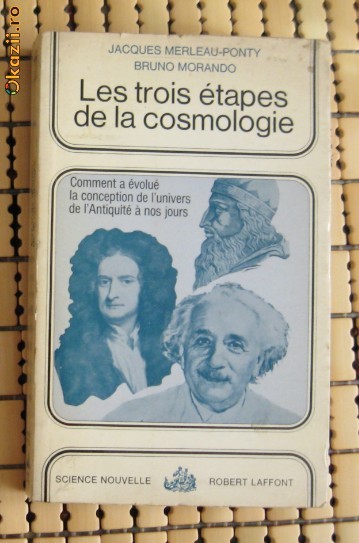 Okazii.ro
JACQUES MERLEAU-PONTY
BRUNO MORANDO
Les trois étapes
de la cosmologie
Comment a évolué
la conception de l'univers
de l'Antiquité à nos jours
SCIENCE NOUVELLE
ROBERT LAFFONT